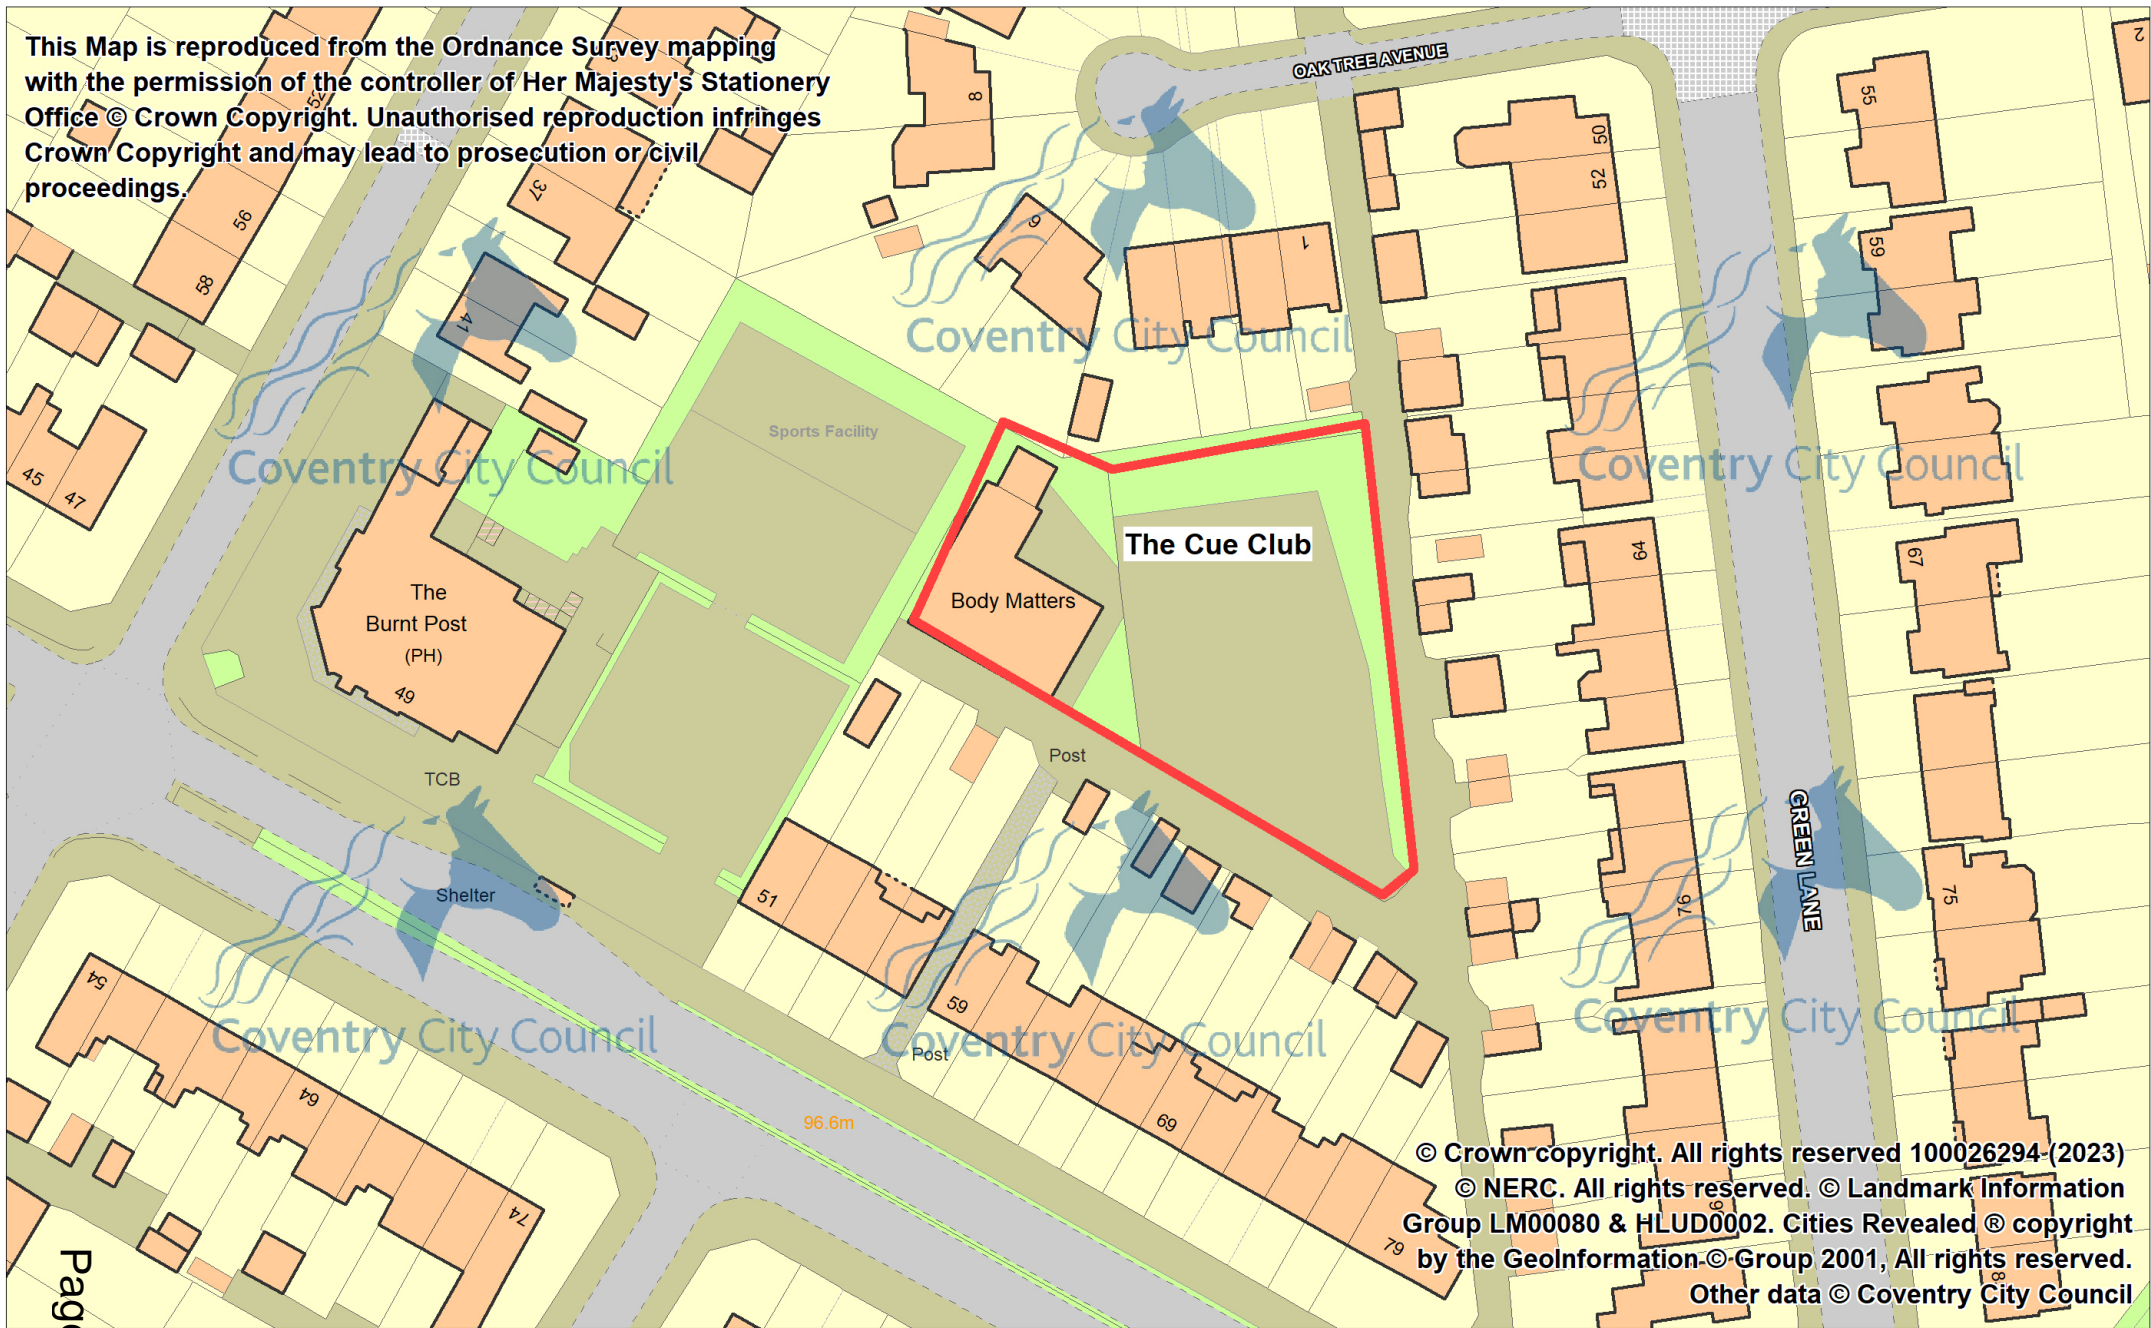 This Map is reproduced from the Ordnance Survey mapping
with the permission of the controller of Her Majesty's Stationery
Office © Crown Copyright. Unauthorised reproduction infringes
Crown Copyright and may lead to prosecution or civil
proceedings.
OAK TREE AVENUE
2
8
50
52
55
52
37
56
58
41
9
1
59
Coventry City Council
Coventry City Council
Coventry City Council
Sports Facility
45
47
The Cue Club
64
67
The
Burnt Post
(PH)
49
Body Matters
Post
TCB
GREEN LANE
Shelter
51
76
75
54
59
Coventry City Council
Coventry City Council
Coventry City Council
Post
64
69
96.6m
74
79
Page
© Crown copyright. All rights reserved 100026294 (2023)
© NERC. All rights reserved. © Landmark Information
Group LM00080 & HLUD0002. Cities Revealed ® copyright
by the GeoInformation © Group 2001, All rights reserved.
Other data © Coventry City Council